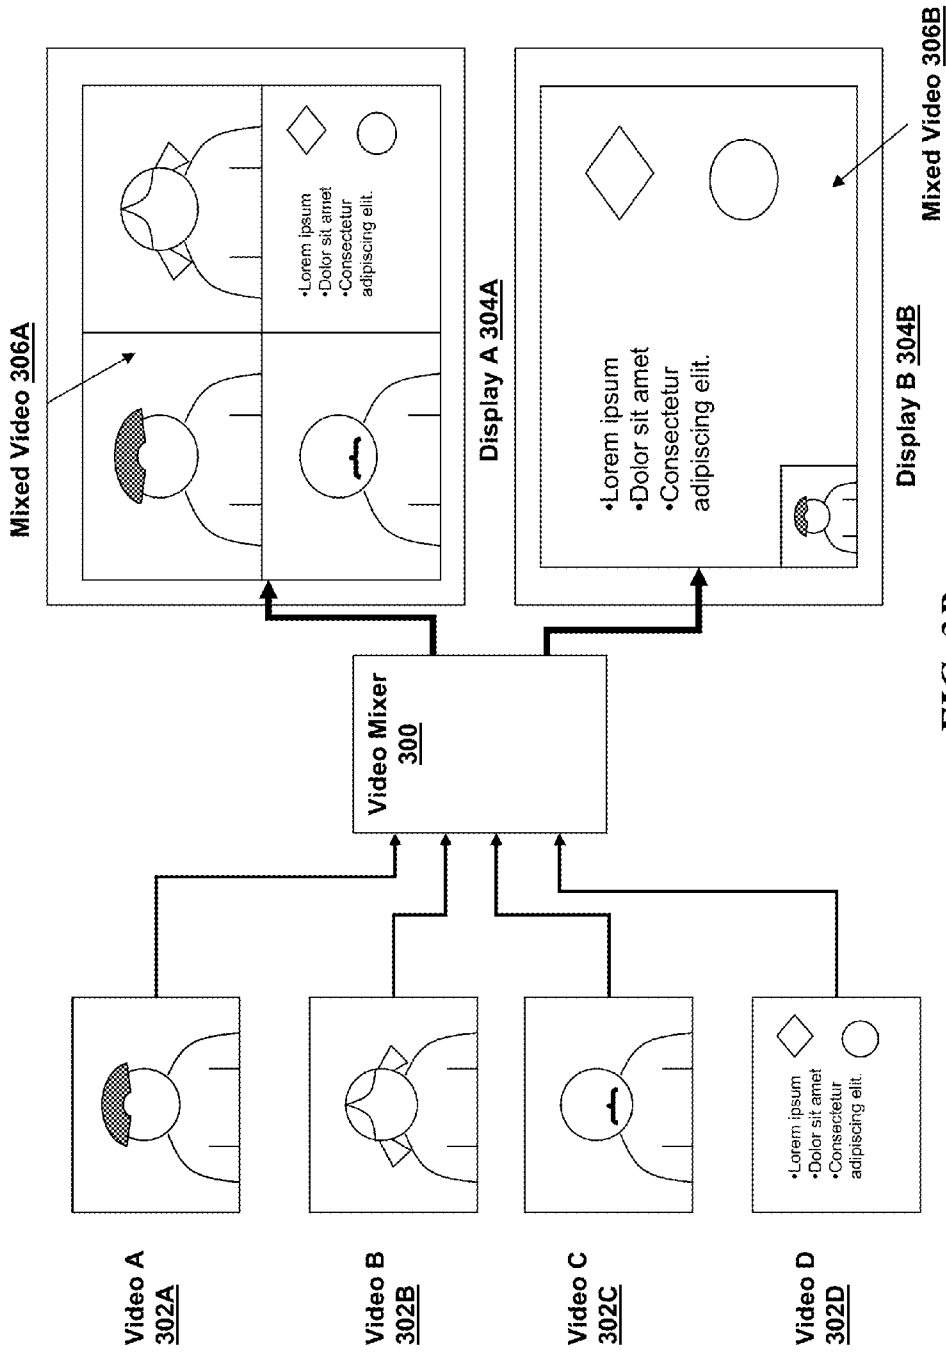 Video A
302A
Video B
302B
Video C
302C
Video D
302D
•Lorem ipsum
•Dolor sit amet
•Consectetur
adipiscing elit.
Video Mixer
300
Mixed Video 306A
•Lorem ipsum
•Dolor sit amet
•Consectetur
adipiscing elit.
Display A 304A
•Lorem ipsum
•Dolor sit amet
•Consectetur
adipiscing elit.
Display B 304B
Mixed Video 306B